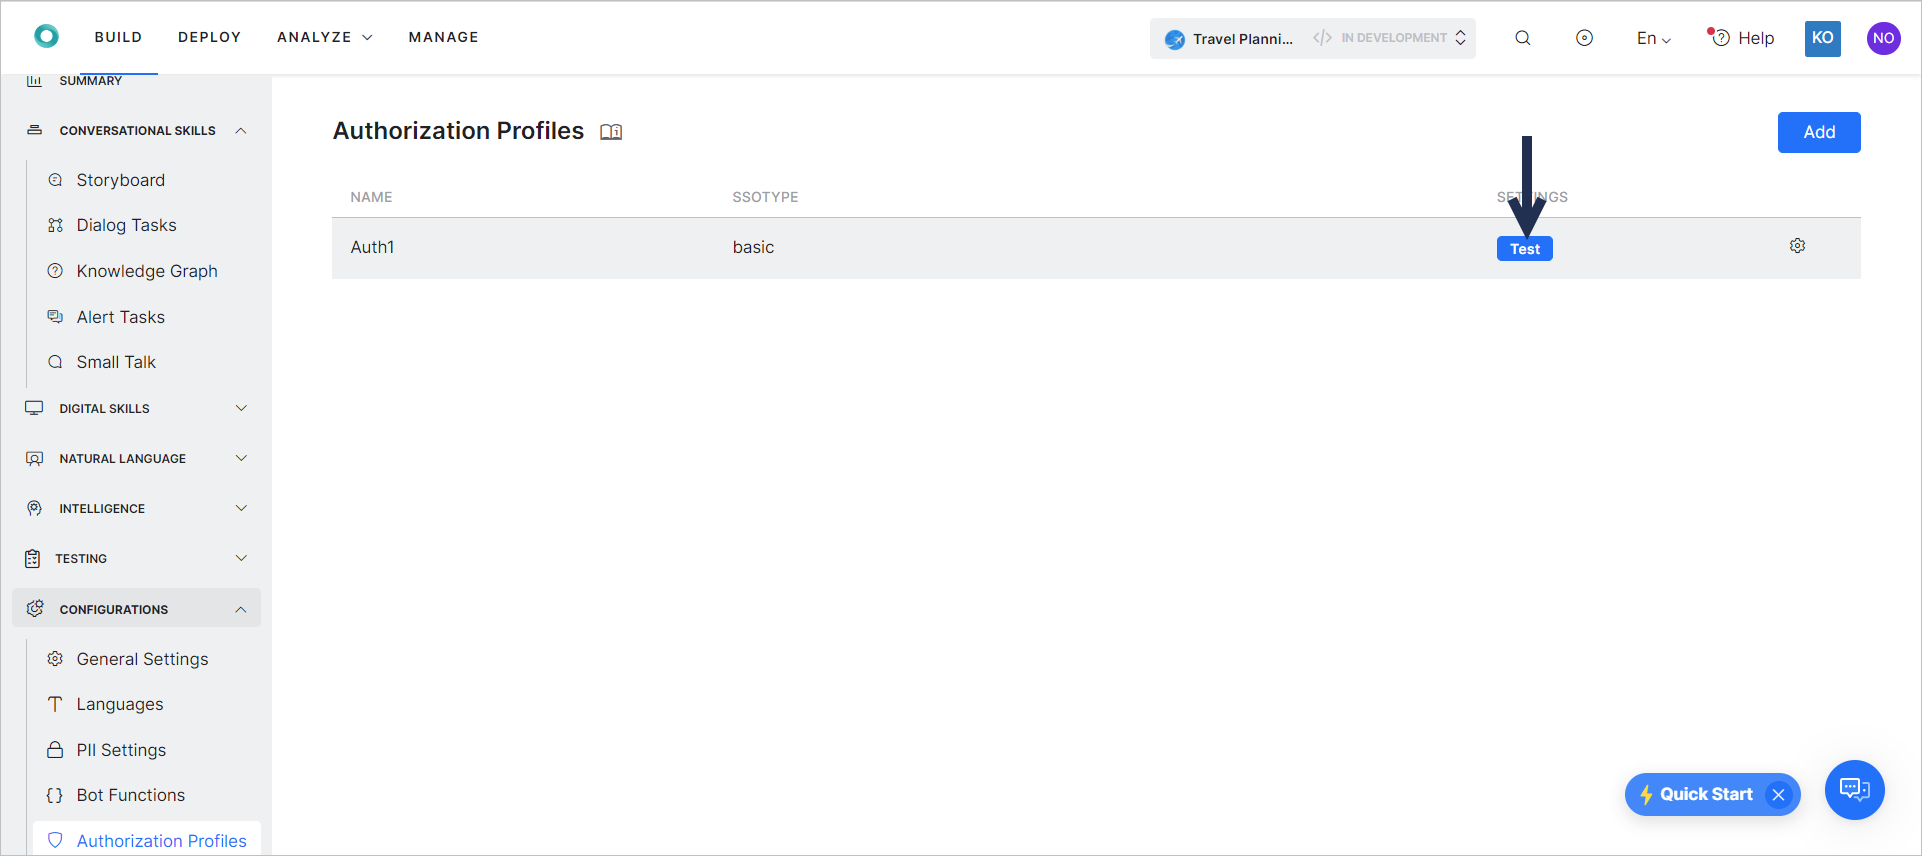 BUILD DEPLOY ANALYZE MANAGE Travel Planni... </> IN DEVELOPMENT En Help KO NO
SUMMARY
CONVERSATIONAL SKILLS
Storyboard
Dialog Tasks
Knowledge Graph
Alert Tasks
Small Talk
DIGITAL SKILLS
NATURAL LANGUAGE
INTELLIGENCE
TESTING
CONFIGURATIONS
General Settings
Languages
PII Settings
{} Bot Functions
Authorization Profiles
Authorization Profiles
Add
NAME SSOTYPE SETTINGS
Auth1 basic Test
Quick Start